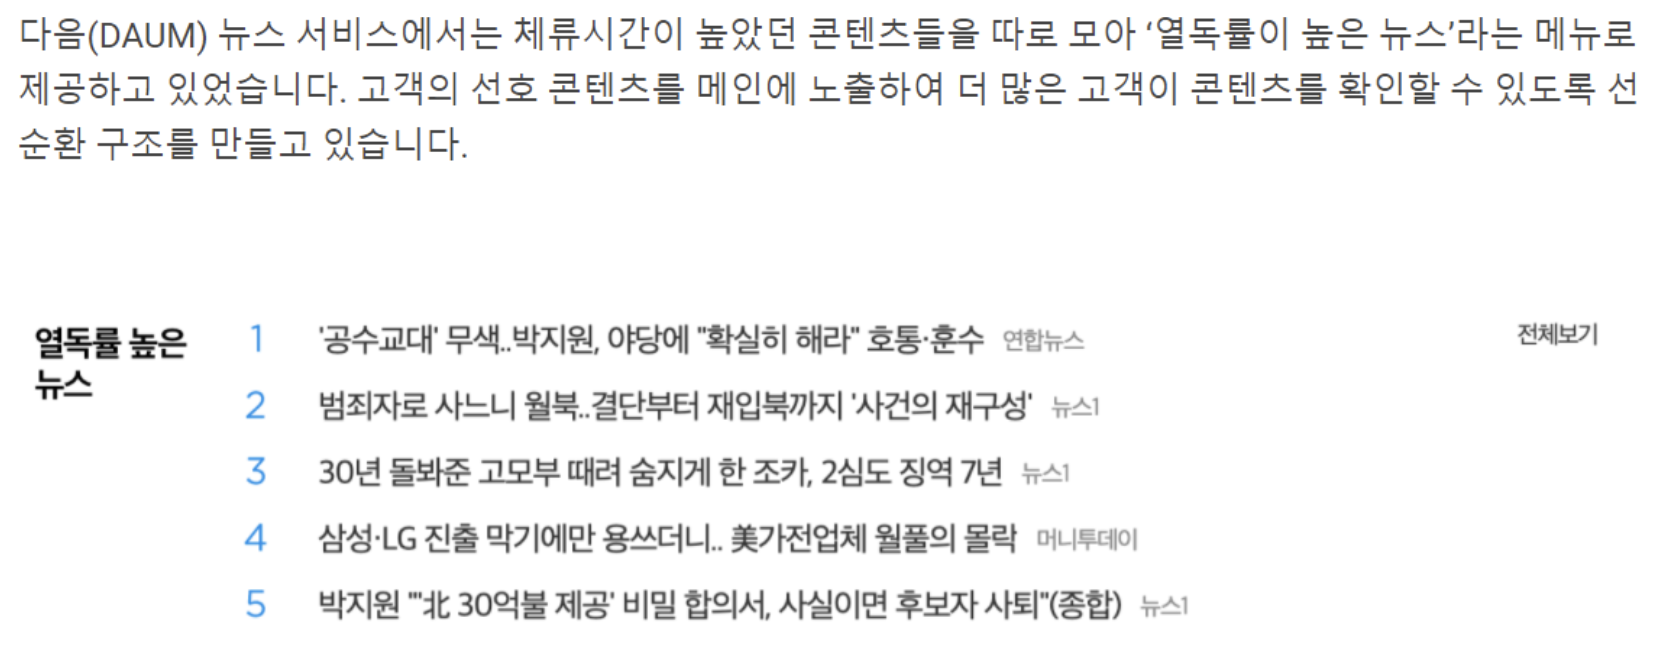 다음(DAUM) 뉴스 서비스에서는 체류시간이 높았던 콘텐츠들을 따로 모아 ‘열독률이 높은 뉴스’라는 메뉴로
제공하고 있었습니다. 고객의 선호 콘텐츠를 메인에 노출하여 더 많은 고객이 콘텐츠를 확인할 수 있도록 선
순환 구조를 만들고 있습니다.
열독률 높은
뉴스
전체보기
1 '공수교대' 무색..박지원, 야당에 "확실히 해라" 호통·훈수 연합뉴스
2 범죄자로 사느니 월북..결단부터 재입북까지 '사건의 재구성' 뉴스1
3 30년 돌봐준 고모부 때려 숨지게 한 조카, 2심도 징역 7년 뉴스1
4 삼성·LG 진출 막기에만 용쓰더니.. 美가전업체 월풀의 몰락 머니투데이
5 박지원 "'北 30억불 제공' 비밀 합의서, 사실이면 후보자 사퇴"(종합) 뉴스1